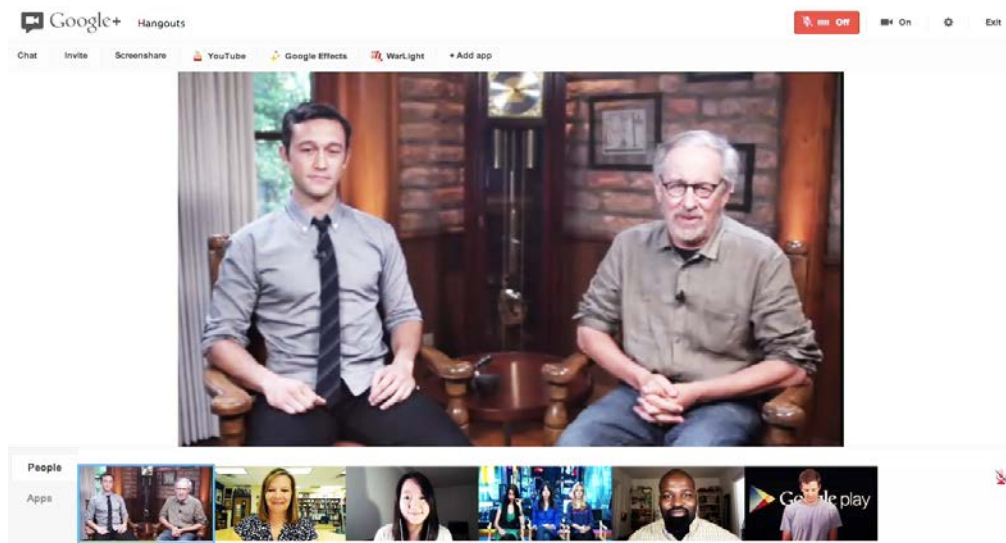 Google+ Hangouts
Off
On
Exit
Chat Invite Screenshare YouTube Google Effects WarLight + Add app
People
Apps
Google play